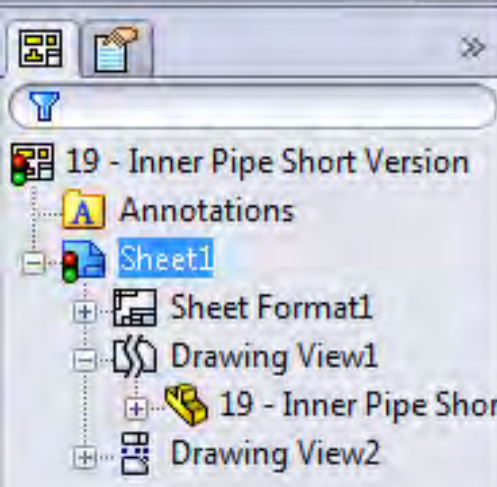 19 - Inner Pipe Short Version
A Annotations
Sheet1
Sheet Format1
Drawing View1
19 - Inner Pipe Shor
Drawing View2